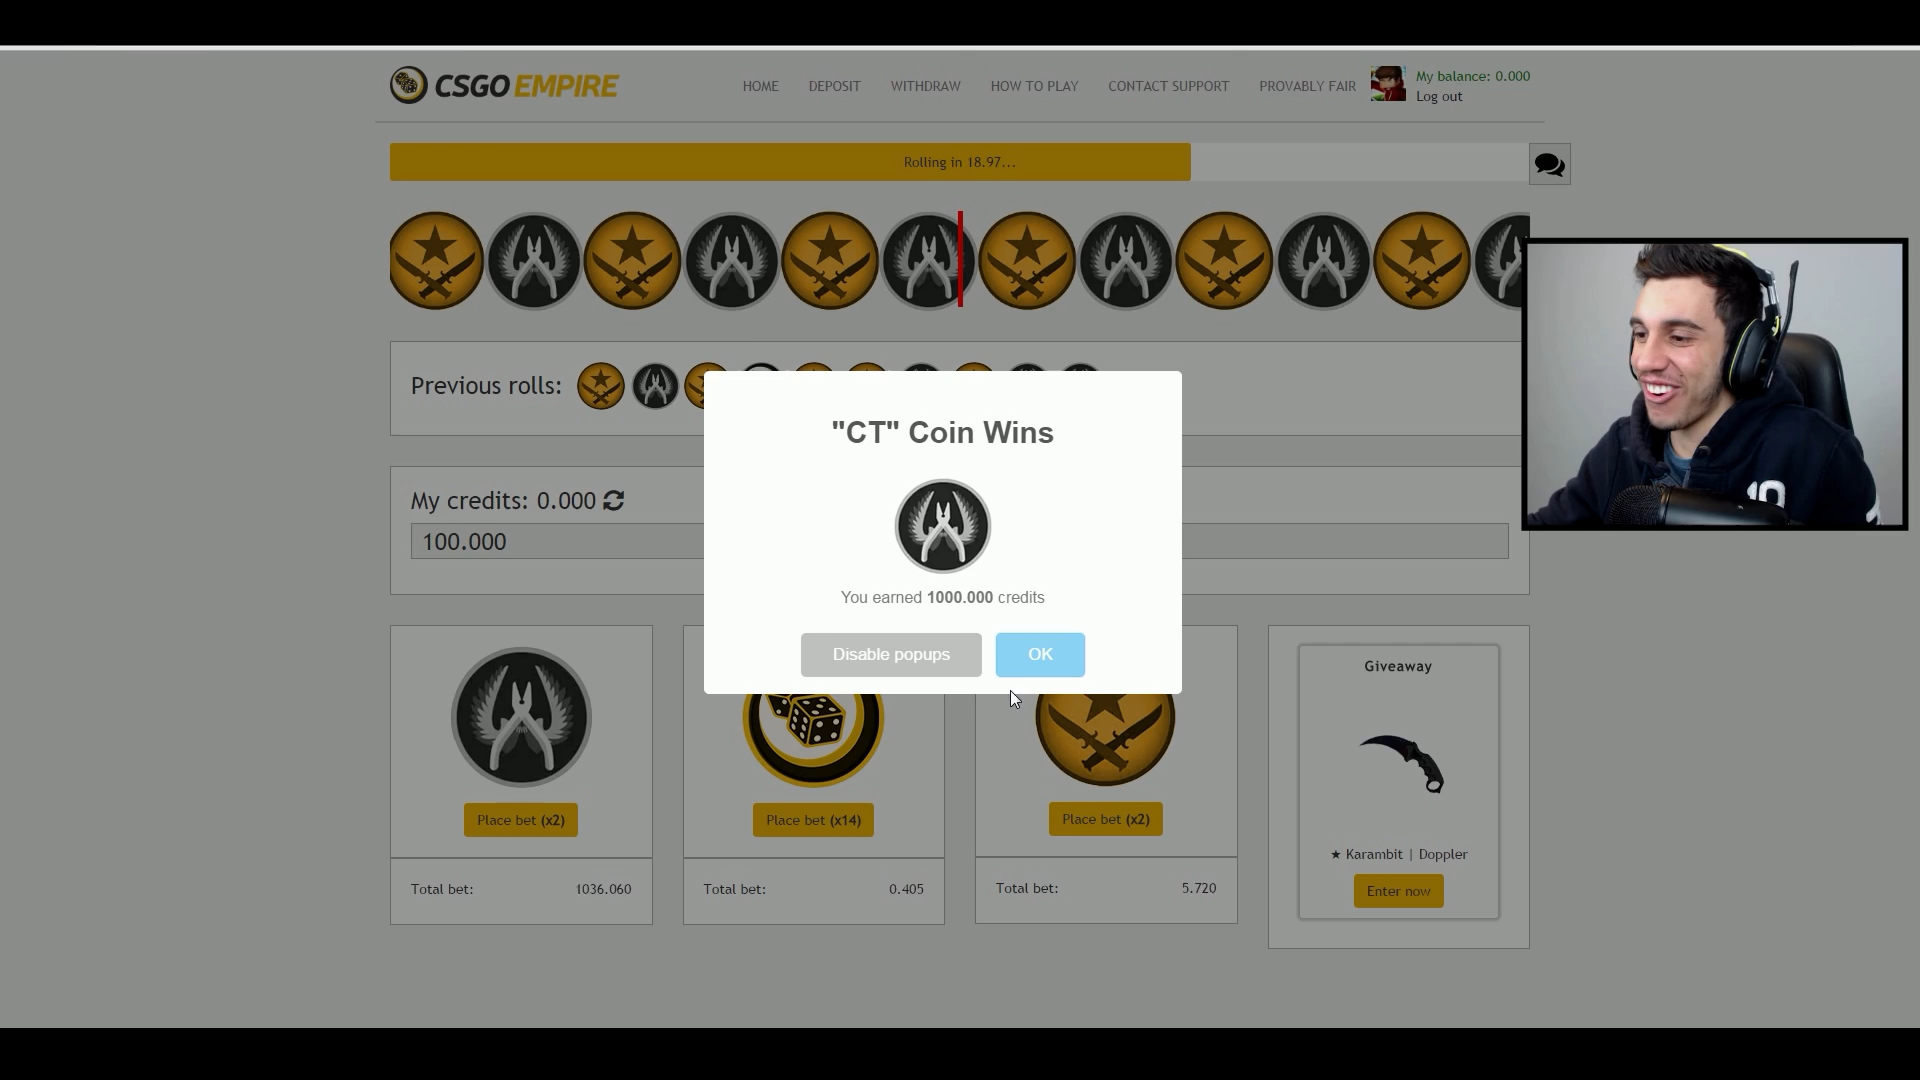 CSGO EMPIRE
HOME DEPOSIT WITHDRAW HOW TO PLAY CONTACT SUPPORT PROVABLY FAIR
My balance: 0.000
Log out
Rolling in 18.97...
Previous rolls:
"CT" Coin Wins
My credits: 0.000
100.000
You earned 1000.000 credits
Disable popups OK
Giveaway
Place bet (x2) Place bet (x14) Place bet (x2)
★ Karambit | Doppler
Enter now
Total bet: 1036.060 Total bet: 0.405 Total bet: 5.720
10